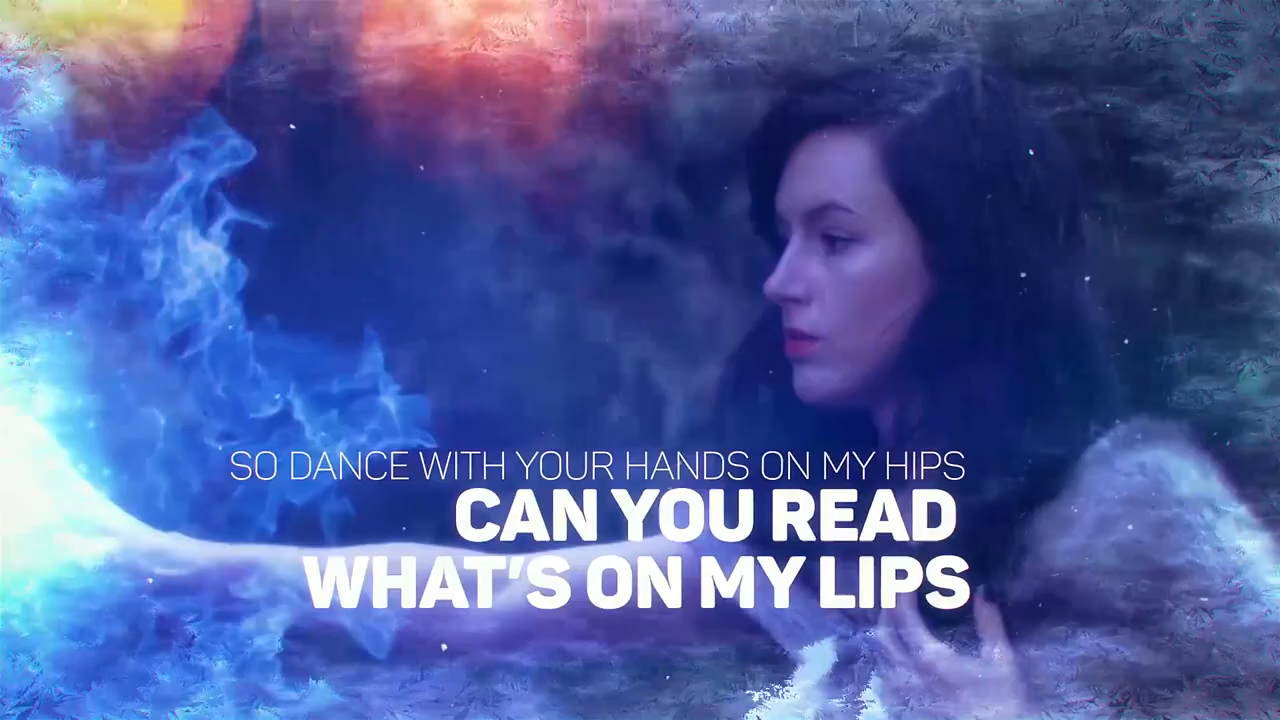 SO DANCE WITH YOUR HANDS ON MY HIPS
CAN YOU READ
WHAT'S ON MY LIPS